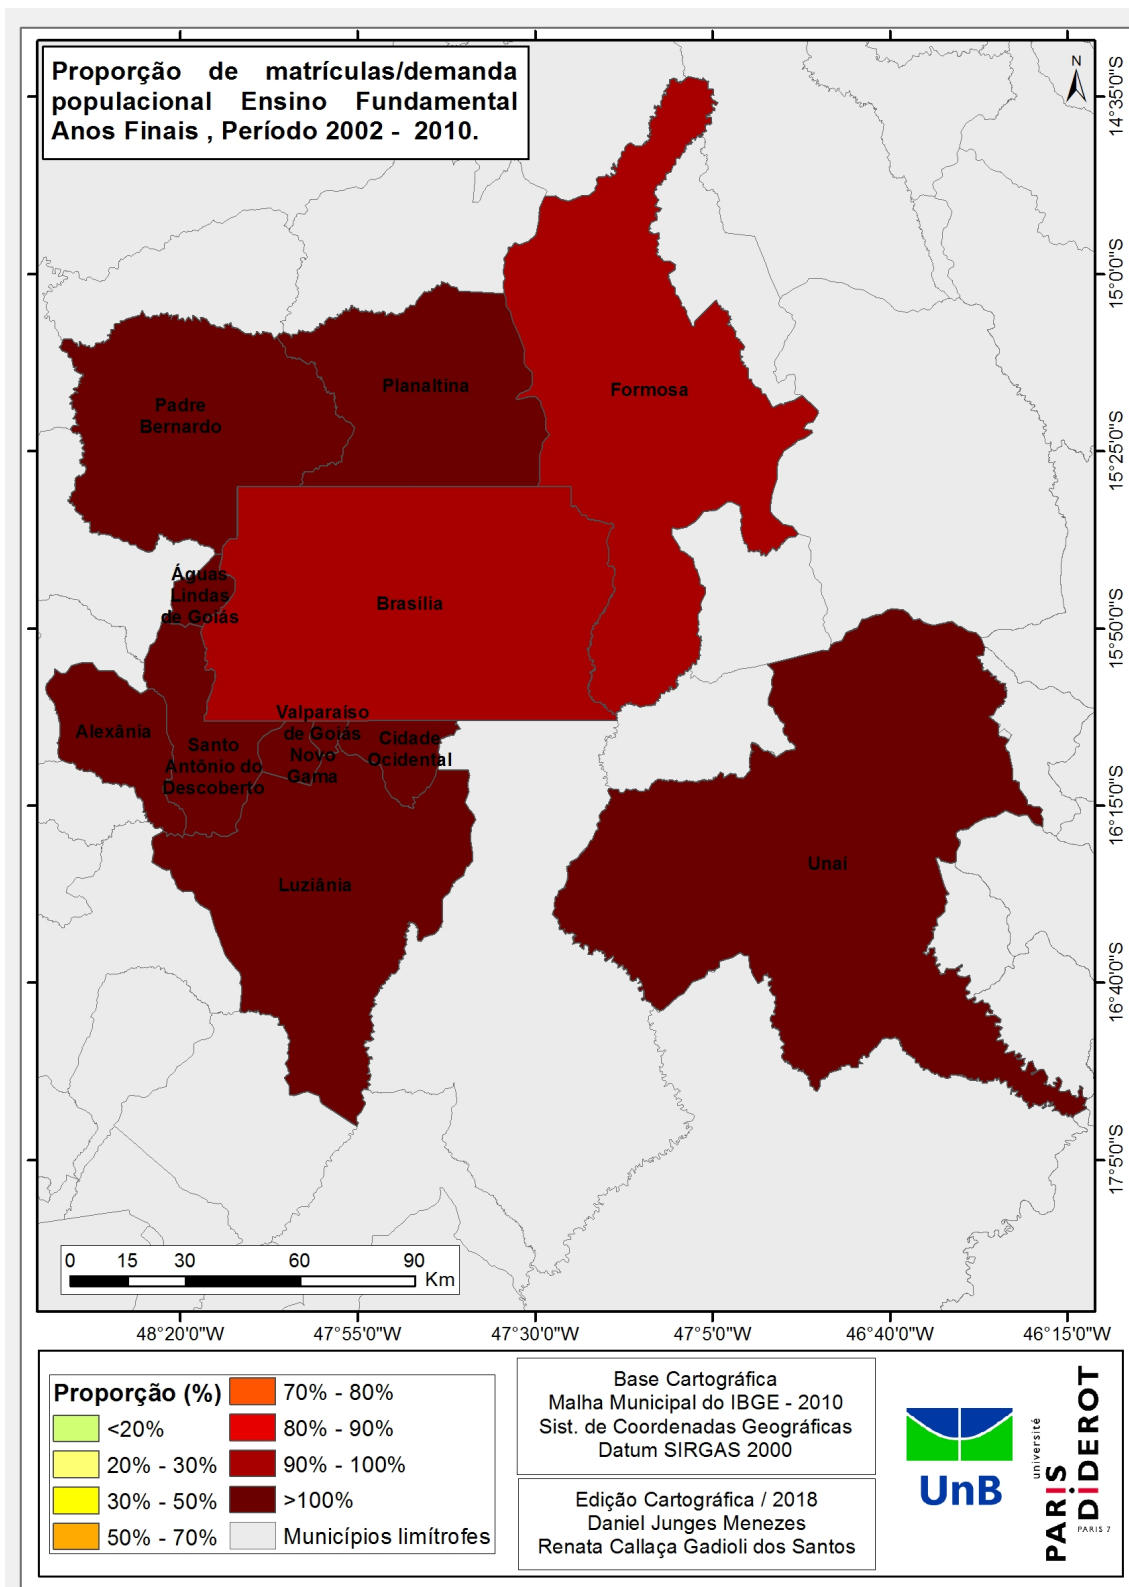 Proporção de matrículas/demanda
populacional Ensino Fundamental
Anos Finais , Período 2002 - 2010.
N
14°35'0"S
15°0'0"S
15°25'0"S
15°50'0"S
16°15'0"S
16°40'0"S
17°5'0"S
Formosa
Planaltina
Padre
Bernardo
Águas
Lindas
de Goiás
Brasília
Alexânia
Santo
Antônio do
Descoberto
Valparaíso
de Goiás
Novo
Gama
Cidade
Ocidental
Luziânia
Unaí
0 15 30 60 90
Km
48°20'0"W 47°55'0"W 47°30'0"W 47°5'0"W 46°40'0"W 46°15'0"W
Proporção (%)
<20%
20% - 30%
30% - 50%
50% - 70%
70% - 80%
80% - 90%
90% - 100%
>100%
Municípios limítrofes
Base Cartográfica
Malha Municipal do IBGE - 2010
Sist. de Coordenadas Geográficas
Datum SIRGAS 2000
Edição Cartográfica / 2018
Daniel Junges Menezes
Renata Callaça Gadioli dos Santos
UnB
université
PARiS
DiDEROT
PARIS 7